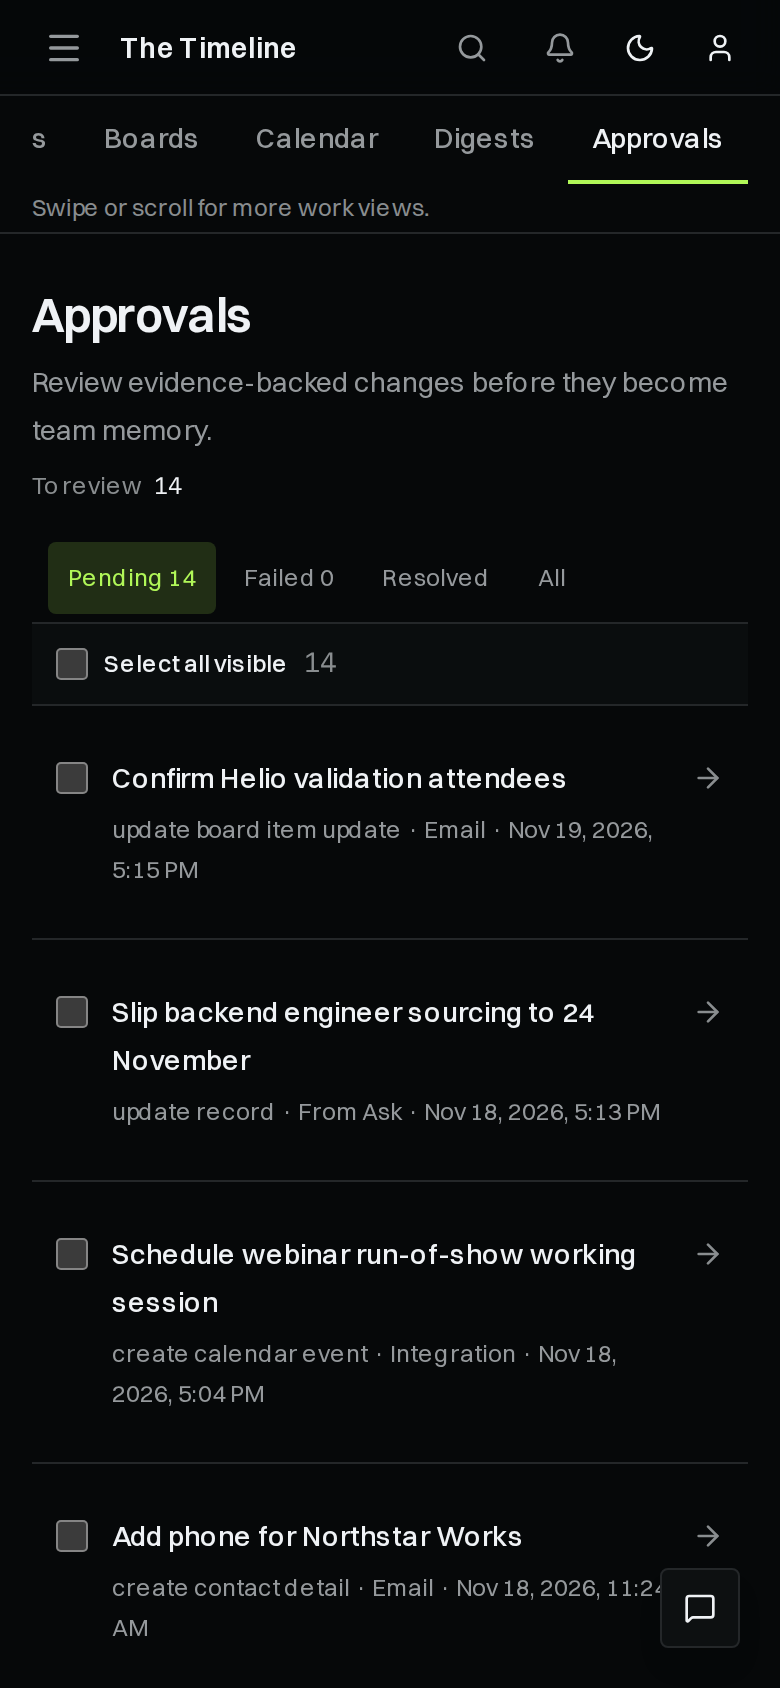 The Timeline
s Boards Calendar Digests Approvals
Swipe or scroll for more work views.
Approvals
Review evidence-backed changes before they become
team memory.
To review 14
Pending 14 Failed 0 Resolved All
Select all visible 14
Confirm Helio validation attendees
update board item update · Email · Nov 19, 2026,
5:15 PM
Slip backend engineer sourcing to 24
November
update record · From Ask · Nov 18, 2026, 5:13 PM
Schedule webinar run-of-show working
session
create calendar event · Integration · Nov 18,
2026, 5:04 PM
Add phone for Northstar Works
create contact detail · Email · Nov 18, 2026, 11:24
AM